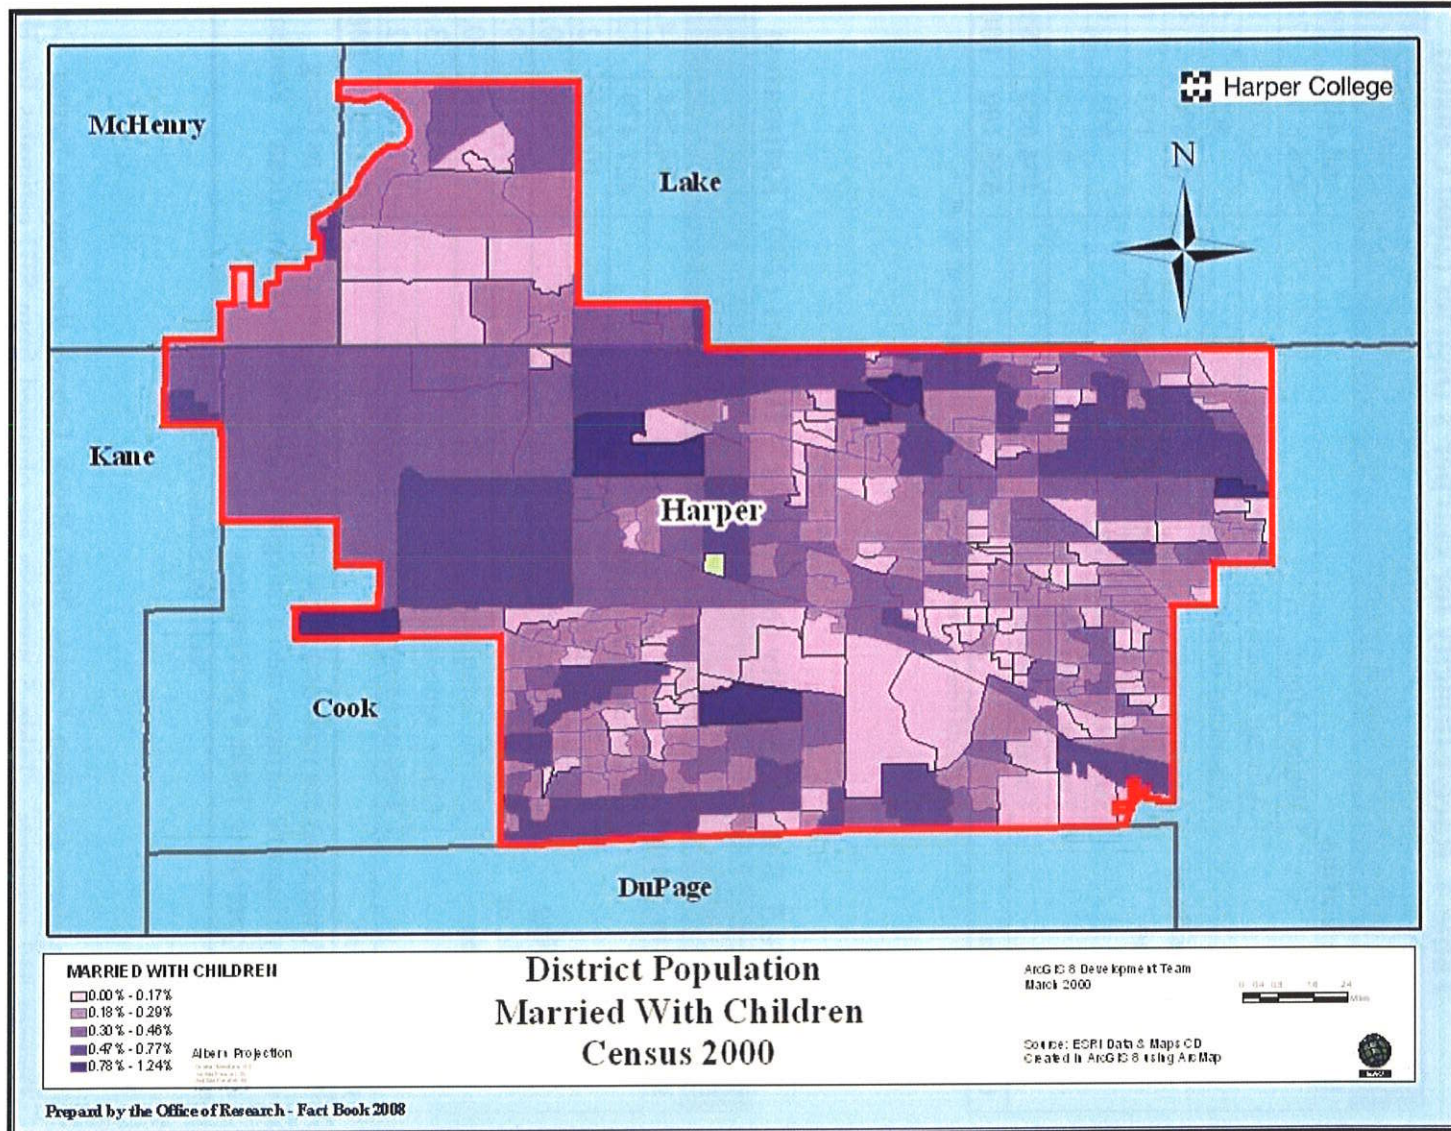 Harper College
McHenry
N
Lake
Kane
Harper
Cook
DuPage
MARRIED WITH CHILDREN
0.00% - 0.17%
0.18% - 0.29%
0.30% - 0.46%
0.47% - 0.77%
0.78% - 1.24%
Albers Projection
District Population
Married With Children
Census 2000
ArcGIS 8 Development Team
March 2000
Source: ESRI Data & Maps CD
Created in ArcGIS 8 using ArcMap
Miles
Prepard by the Office of Research - Fact Book 2008